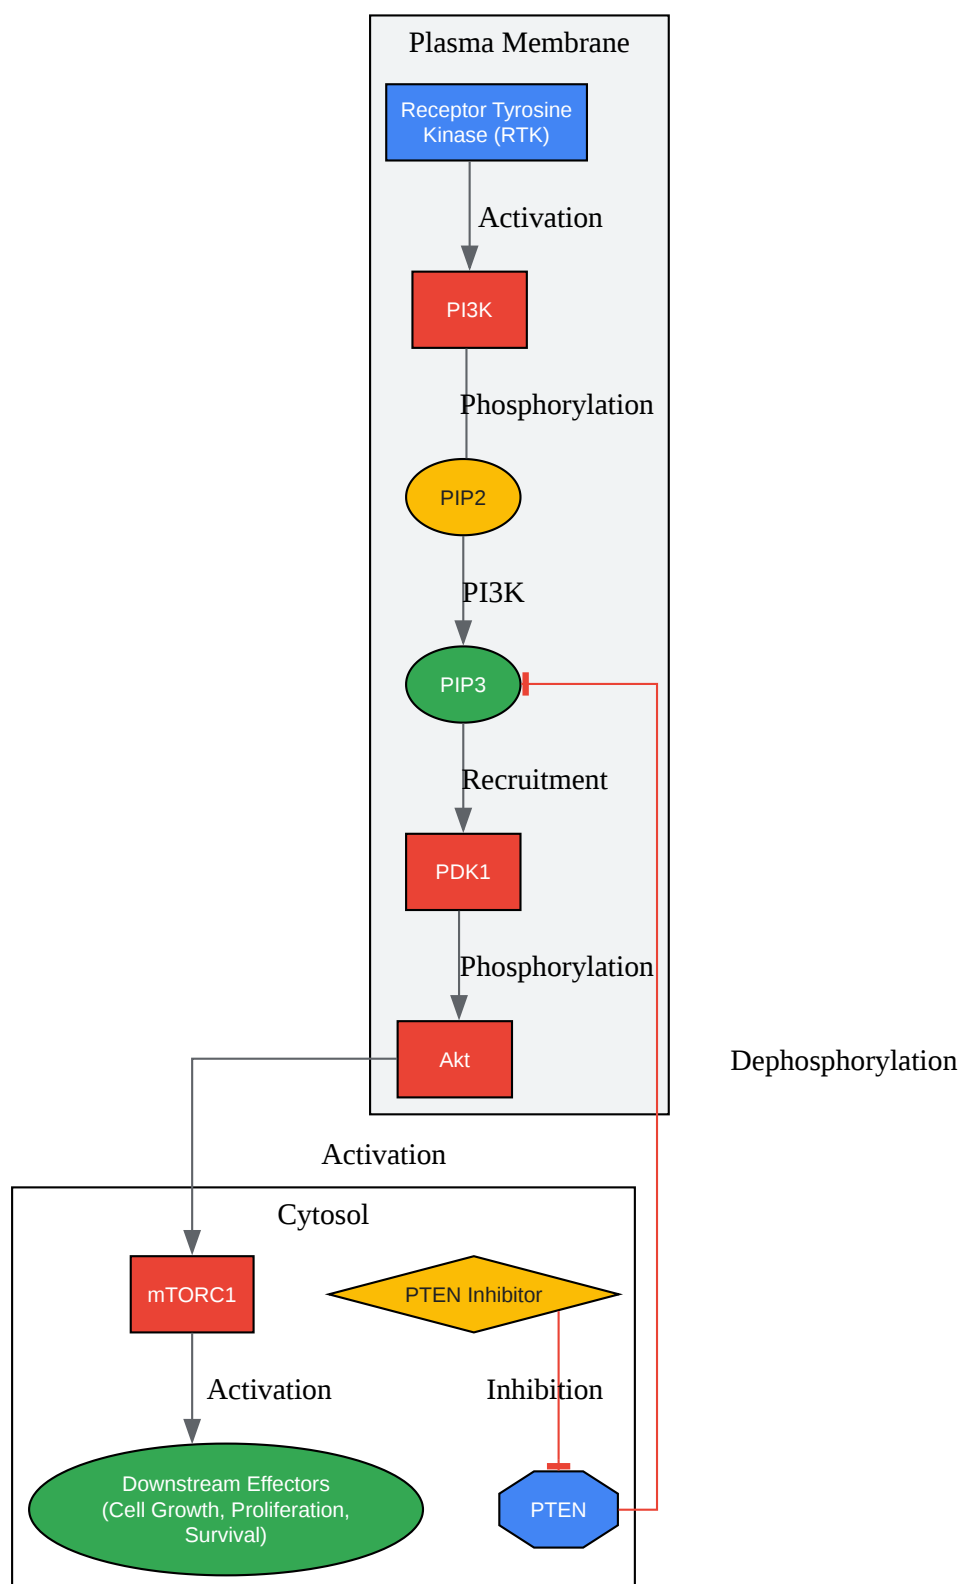 Plasma Membrane
Receptor Tyrosine
Kinase (RTK)
Activation
PI3K
Phosphorylation
PIP2
PI3K
PIP3
Recruitment
PDK1
Phosphorylation
Akt
Dephosphorylation
Activation
Cytosol
mTORC1
PTEN Inhibitor
Activation
Inhibition
Downstream Effectors
(Cell Growth, Proliferation,
Survival)
PTEN